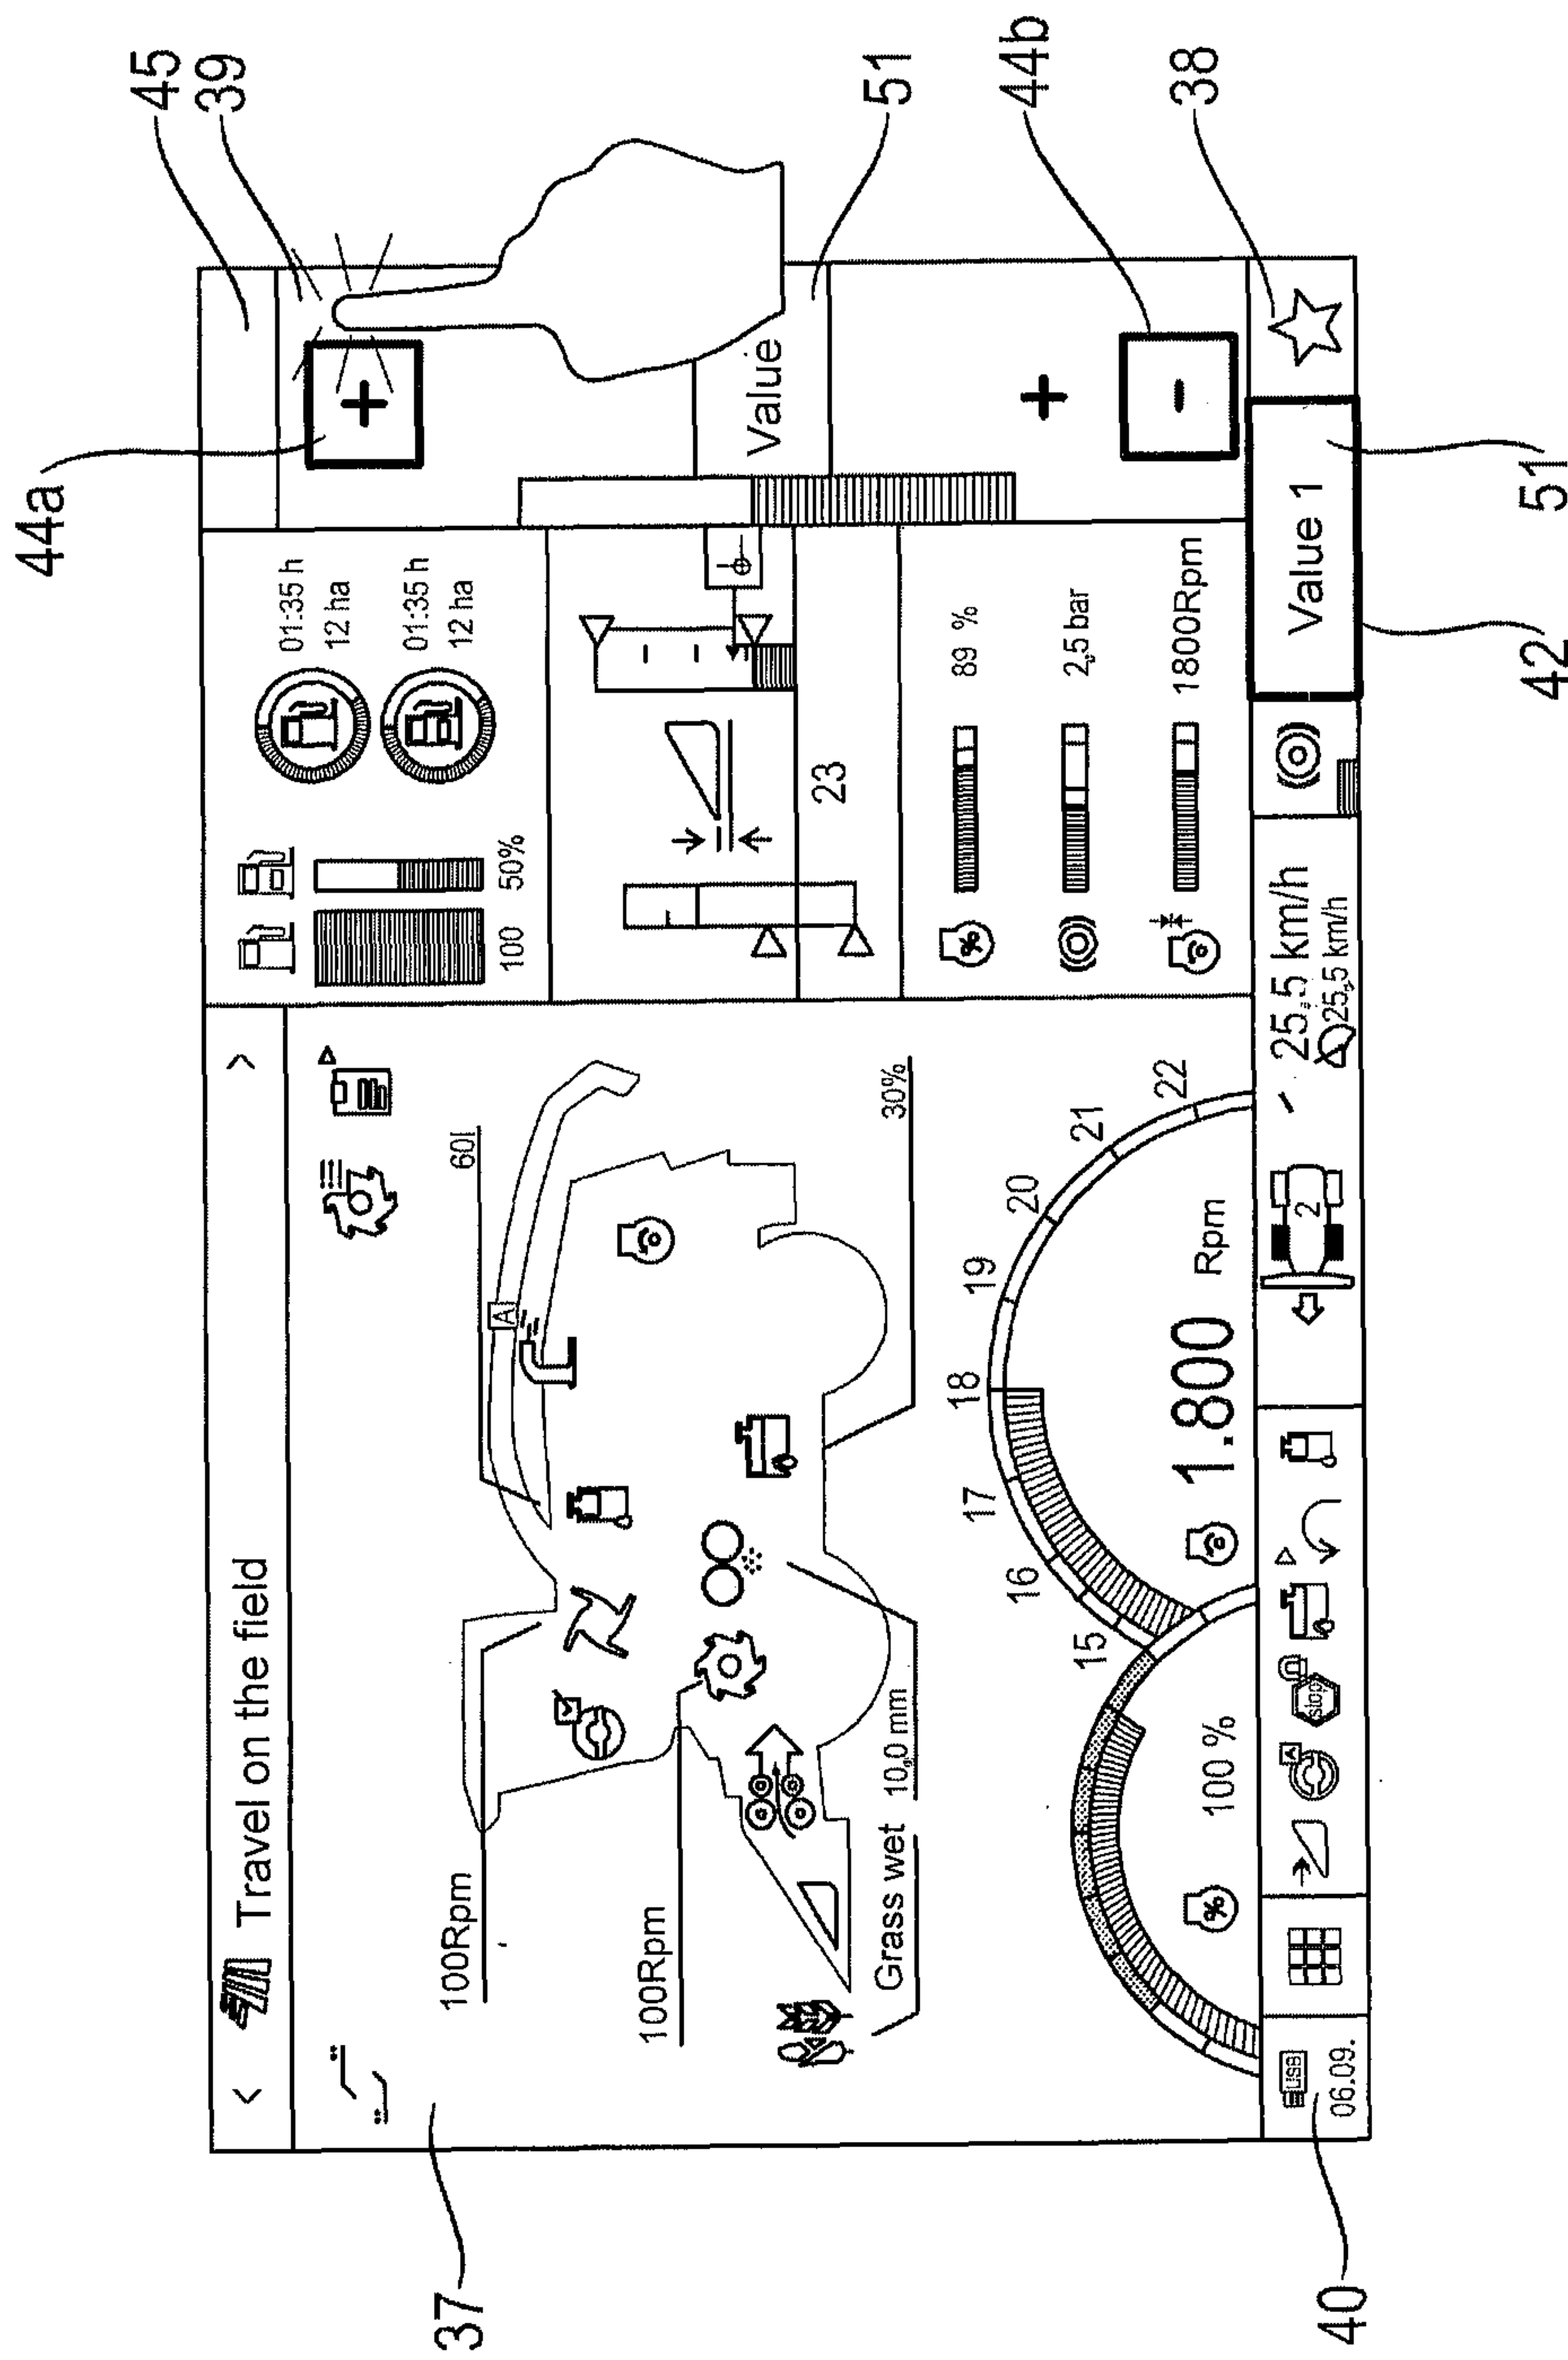 44a
45
39
51
44b
38
51
42
37
40
< Travel on the field >
60l
100Rpm
A
100Rpm
30%
Grass wet 10,0 mm
100 %
15
16
17
18
19
20
21
22
1.800 Rpm
100
50%
01:35 h
12 ha
01:35 h
12 ha
23
89 %
2,5 bar
1800Rpm
+
Value
+
-
USB
06.09.
A
stop
2
25,5 km/h
25,5 km/h
Value 1